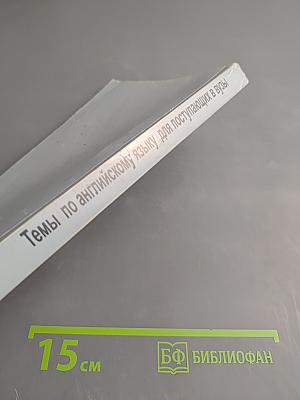 Темы по английскому языку для поступающих в вузы
15 см
БФ БИБЛИОФАН